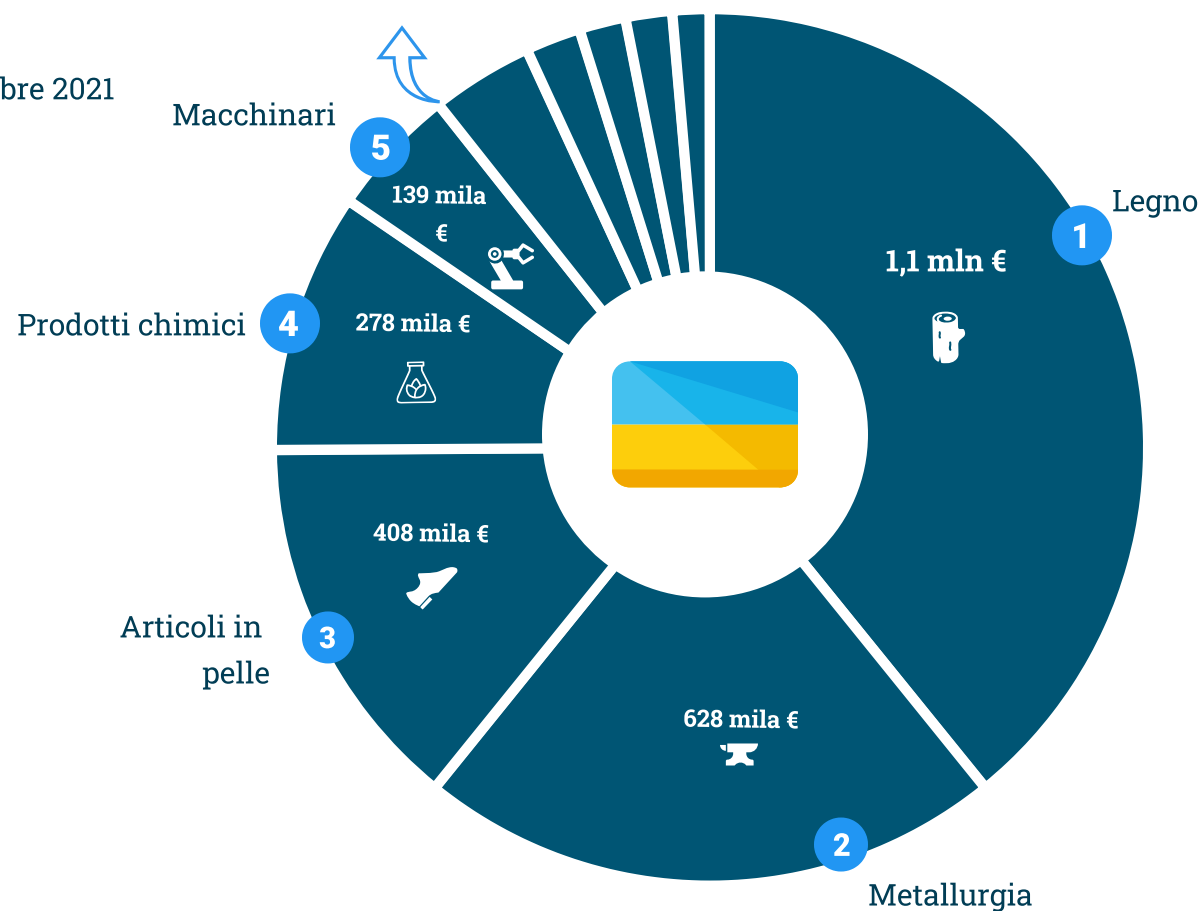 bre 2021
Macchinari
5
139 mila
€
Legno
1
1,1 mln €
Prodotti chimici
4
278 mila €
408 mila €
Articoli in
pelle
3
628 mila €
2
Metallurgia